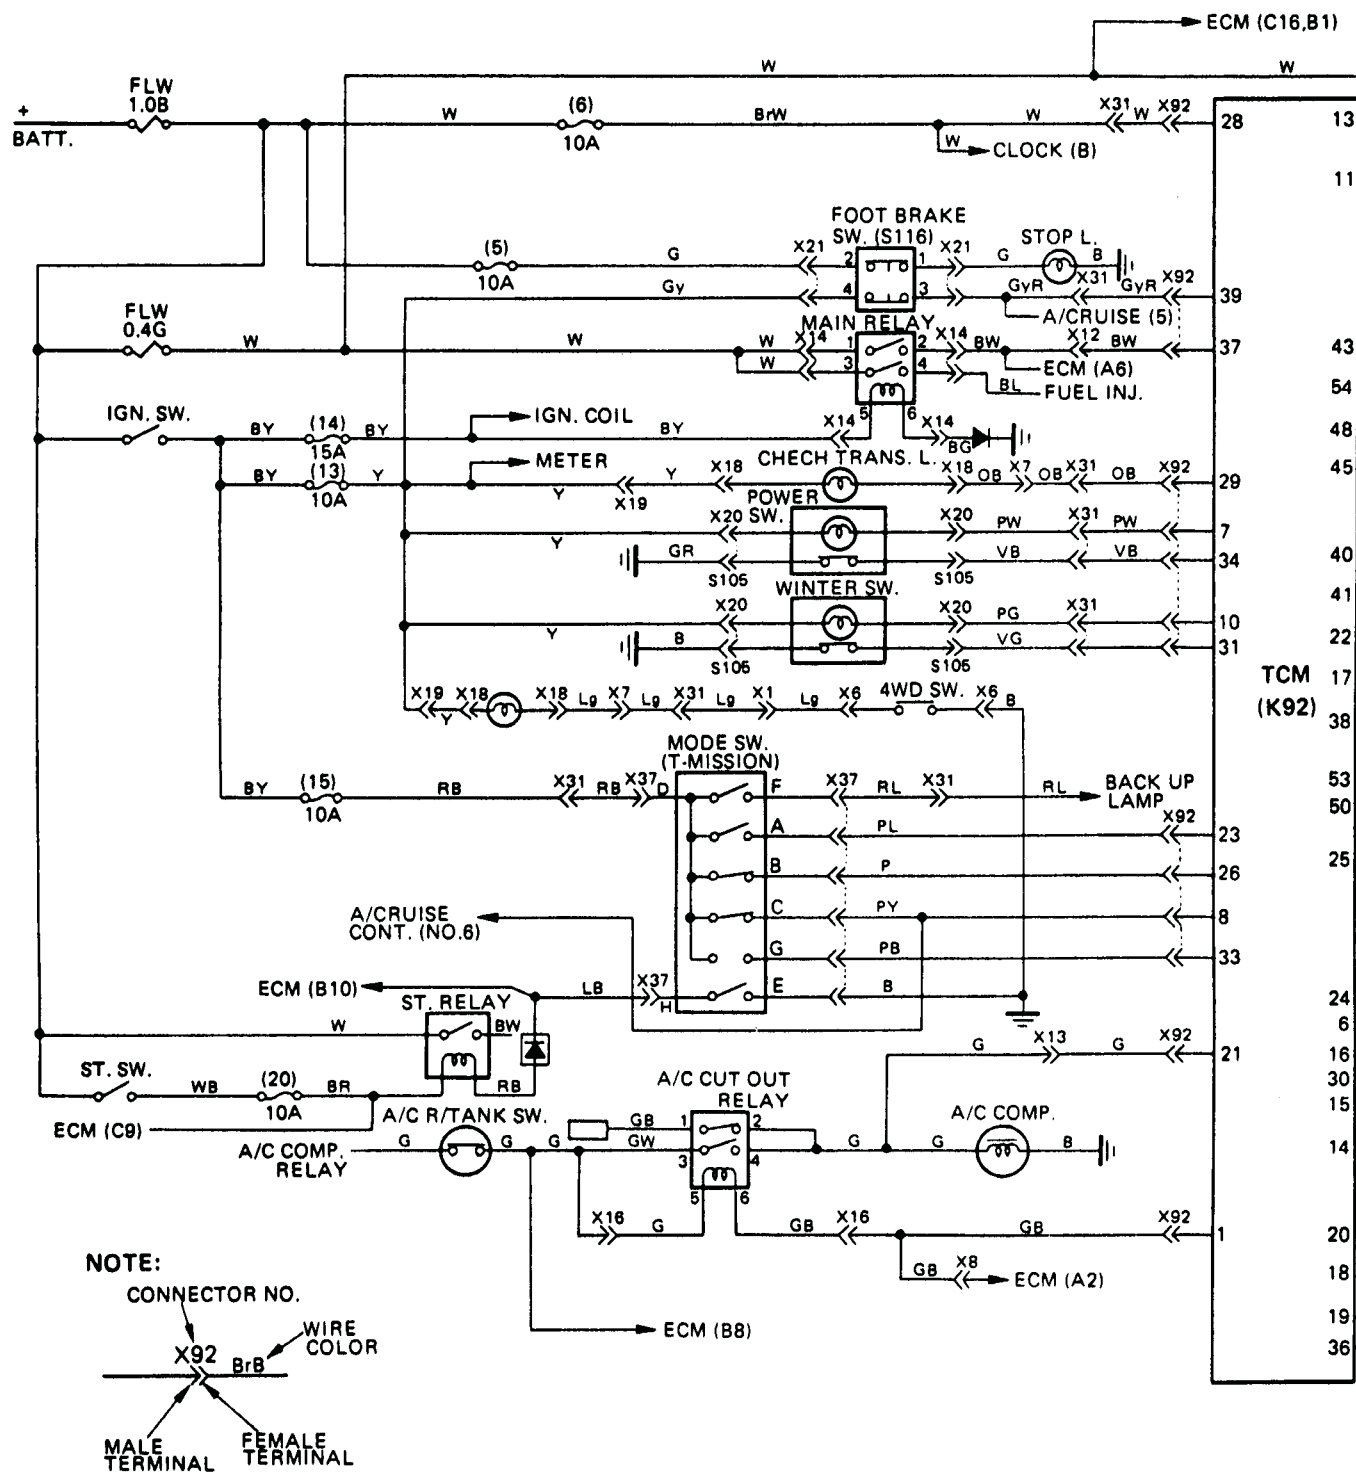 ECM (C16,B1)
W W
FLW
1.0B
+
BATT.
W (6) BrW W X31 W X92 28 13
10A
W CLOCK (B)
11
FOOT BRAKE
SW. (S116) STOP L.
(5) G X21 2 1 X21 G B X31 X92
10A
Gy 4 3 GyR GyR 39
A/CRUISE (5)
FLW
0.4G
MAIN RELAY
W W W X14 1 2 X14 BW X12 BW 37 43
W 3 4 ECM (A6)
BL FUEL INJ. 54
5 6
IGN. SW. BY (14) BY IGN. COIL BY X14 X14 BG 48
15A
METER CHECH TRANS. L. 45
BY (13) Y Y X19 Y X18 X18 OB X7 OB X31 OB X92 29
10A
POWER
SW.
Y X20 X20 PW X31 PW 7
GR VB VB 34 40
S105 S105
WINTER SW. 41
Y X20 X20 PG X31 10 22
B VG 31
S105 S105
TCM
(K92)
17
X19 Y X18 X18 Lg X7 Lg X31 Lg X1 Lg X6 4WD SW. X6 B 38
MODE SW.
(T-MISSION)
53
BY (15) RB X31 RB X37 D F X37 RL X31 RL BACK UP
LAMP
10A 50
A PL X92 23
B P 26 25
A/CRUISE
CONT. (NO.6)
C PY 8
G PB 33
ECM (B10) LB X37 H E B 24
ST. RELAY 6
W BW
G X13 G X92 21 16
ST. SW. WB (20) BR RB 30
10A
A/C CUT OUT
RELAY
15
ECM (C9)
A/C R/TANK SW. GB 1 2 A/C COMP.
A/C COMP.
RELAY
G G G GW 3 4 G G B 14
5 6
X16 G GB X16 GB X92 1 20
GB X8 ECM (A2) 18
ECM (B8) 19
36
NOTE:
CONNECTOR NO.
WIRE
COLOR
X92 BrB
MALE
TERMINAL
FEMALE
TERMINAL